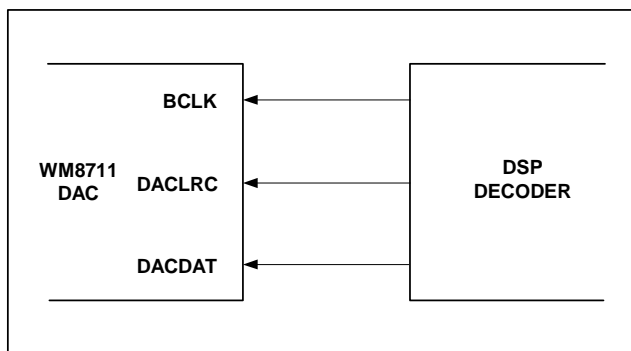 BCLK
WM8711
DAC
DACLRC
DACDAT
DSP
DECODER